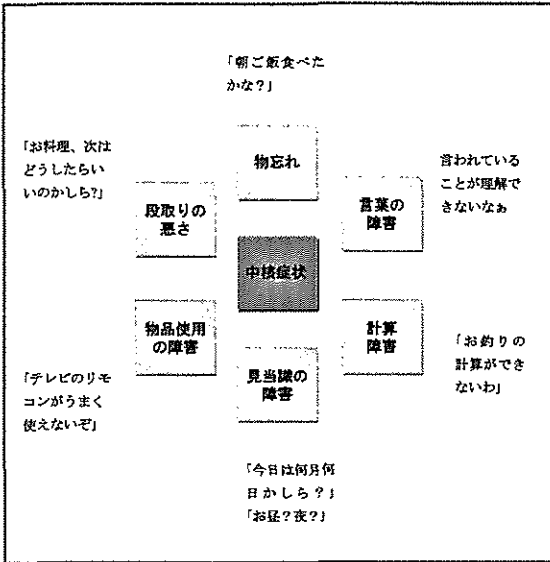 「朝ご飯食べた
かな?」
「お料理、次は
どうしたらい
いのかしら?」
物忘れ
言われている
ことが理解で
きないなぁ
段取りの
悪さ
言葉の
障害
中核症状
物品使用
の障害
計算
障害
見当識の
障害
「お釣りの
計算ができ
ないわ」
「テレビのリモ
コンがうまく
使えないぞ」
「今日は何月何
日かしら?」
「お昼?夜?」